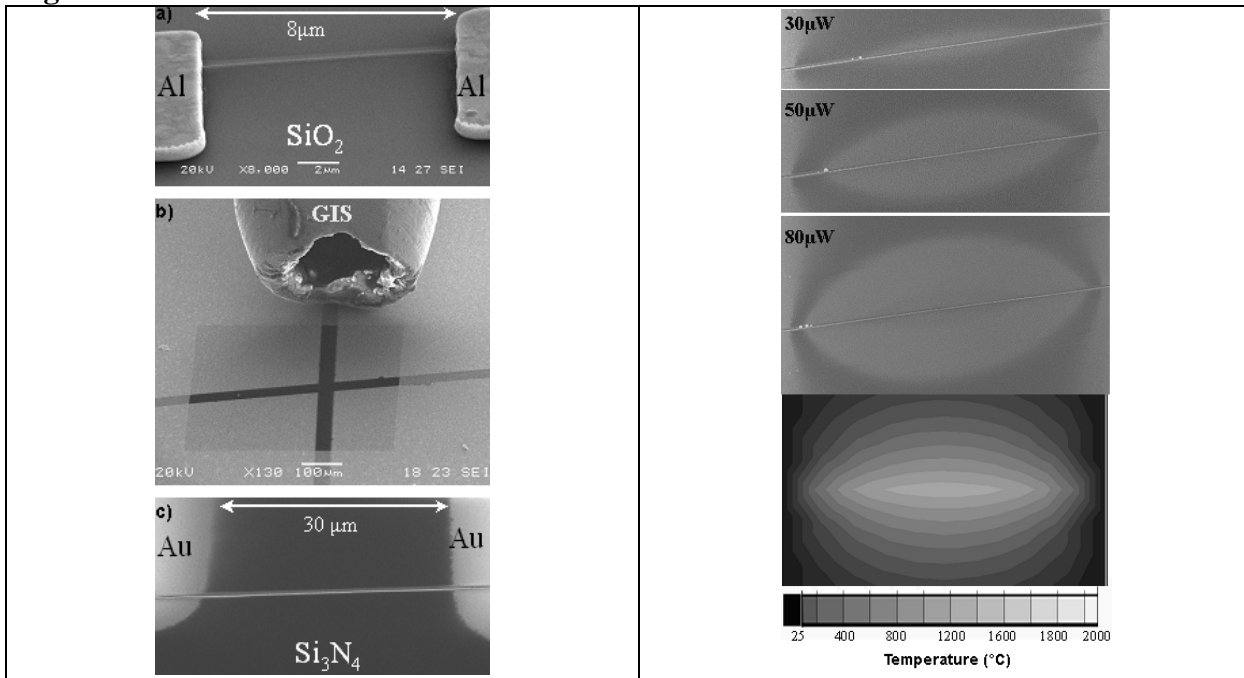 a)
8µm
Al
Al
SiO2
20kV X8,000 2µm 14 27 SEI
b)
GIS
20kV X130 100µm 18 23 SEI
c)
30 µm
Au
Au
Si3N4
30µW
50µW
80µW
25 400 800 1200 1600 1800 2000
Temperature (°C)